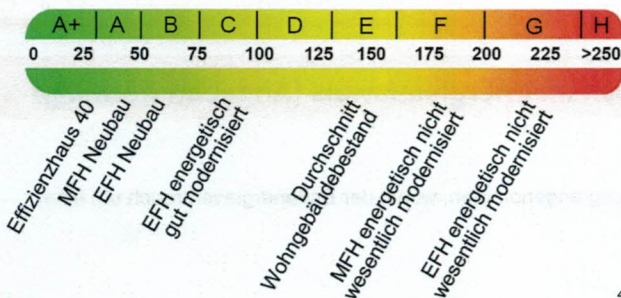 A+ A B C D E F G H
0 25 50 75 100 125 150 175 200 225 >250
Effizienzhaus 40
MFH Neubau
EFH Neubau
EFH energetisch
gut modernisiert
Durchschnitt
Wohngebäudebestand
MFH energetisch nicht
wesentlich modernisiert
EFH energetisch nicht
wesentlich modernisiert